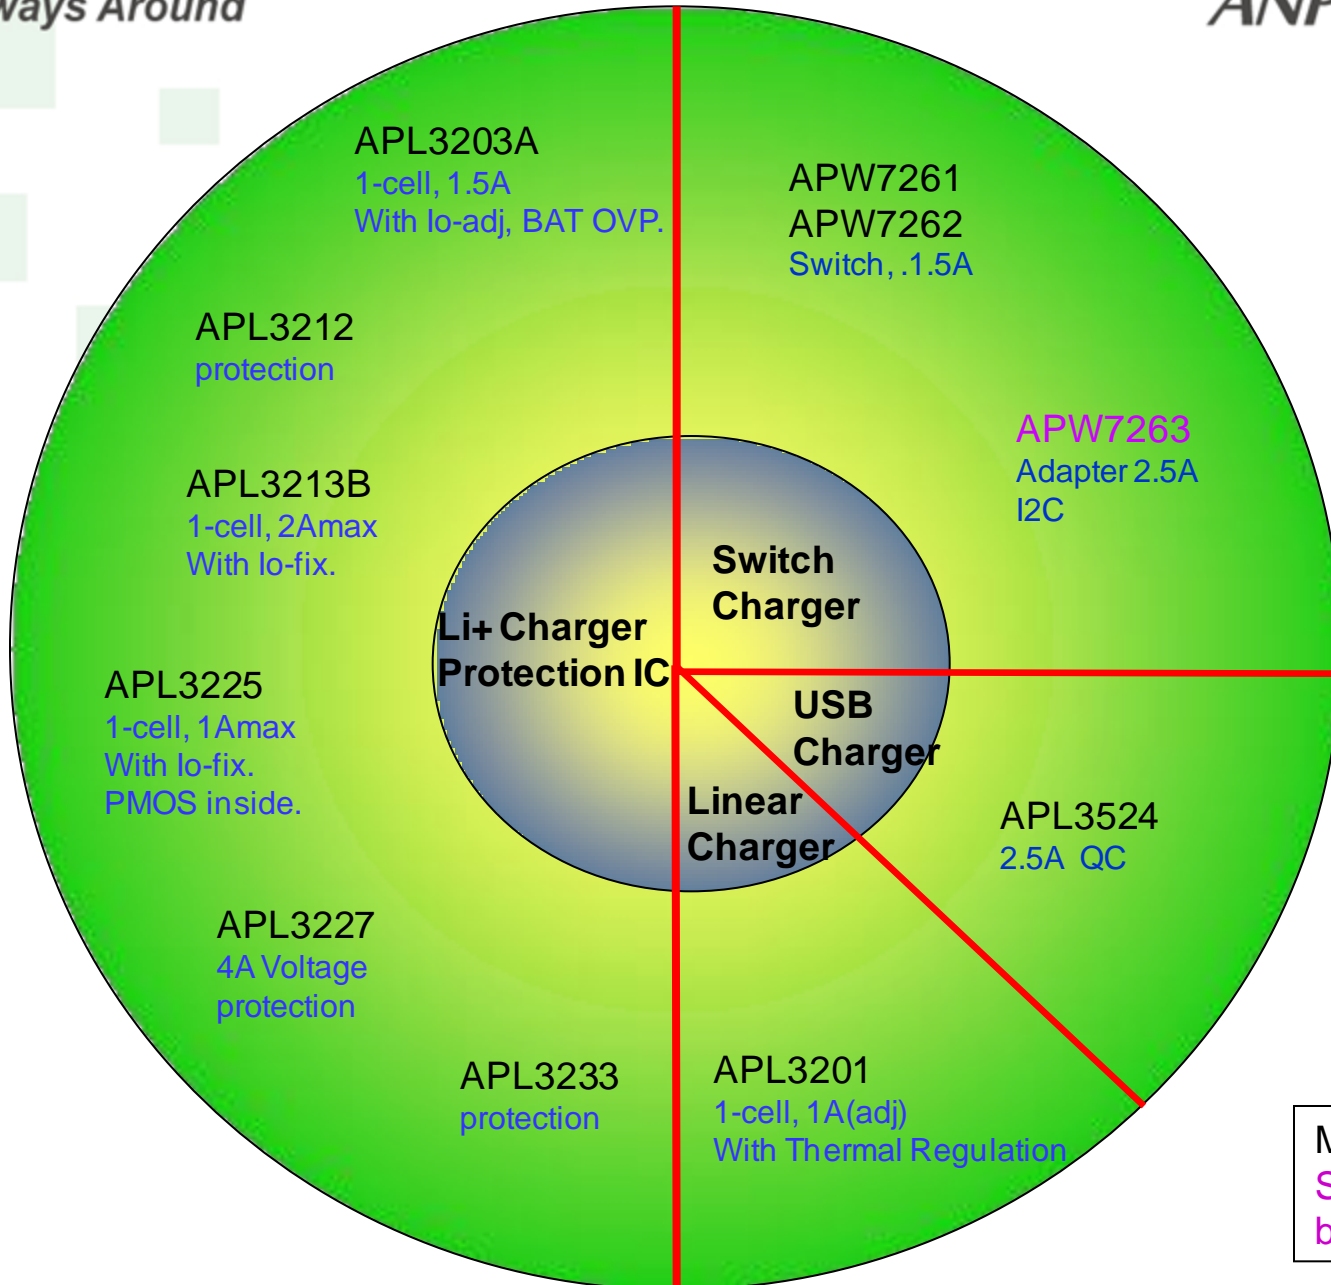 Around
APL3203A
1-cell, 1.5A
With Io-adj, BAT OVP.
APW7261
APW7262
Switch, .1.5A
APL3212
protection
APW7263
Adapter 2.5A
I2C
APL3213B
1-cell, 2Amax
With Io-fix.
Switch
Charger
Li+ Charger
Protection IC
APL3225
1-cell, 1Amax
With Io-fix.
PMOS inside.
USB
Charger
Linear
Charger
APL3524
2.5A QC
APL3227
4A Voltage
protection
APL3233
protection
APL3201
1-cell, 1A(adj)
With Thermal Regulation